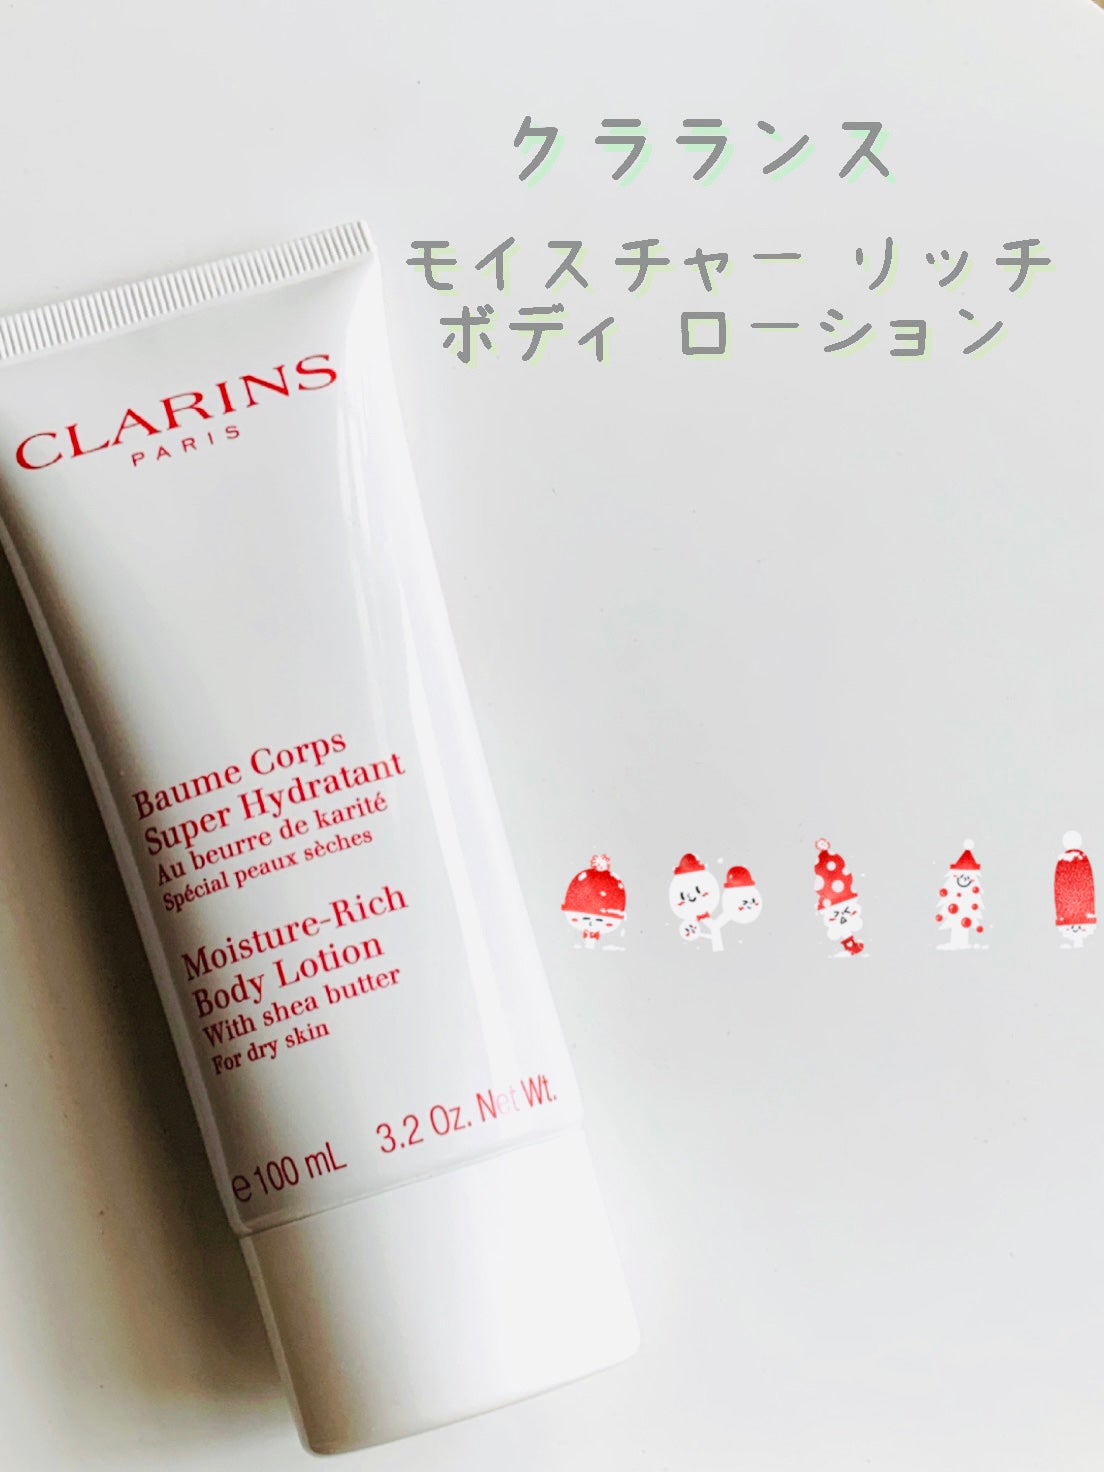 クラランス
モイスチャー リッチ
ボディ ローション
CLARINS
PARIS
Baume Corps
Super Hydratant
Au beurre de karité
Spécial peaux sèches
Moisture-Rich
Body Lotion
With shea butter
For dry skin
e 100 mL 3.2 Oz. Net Wt.